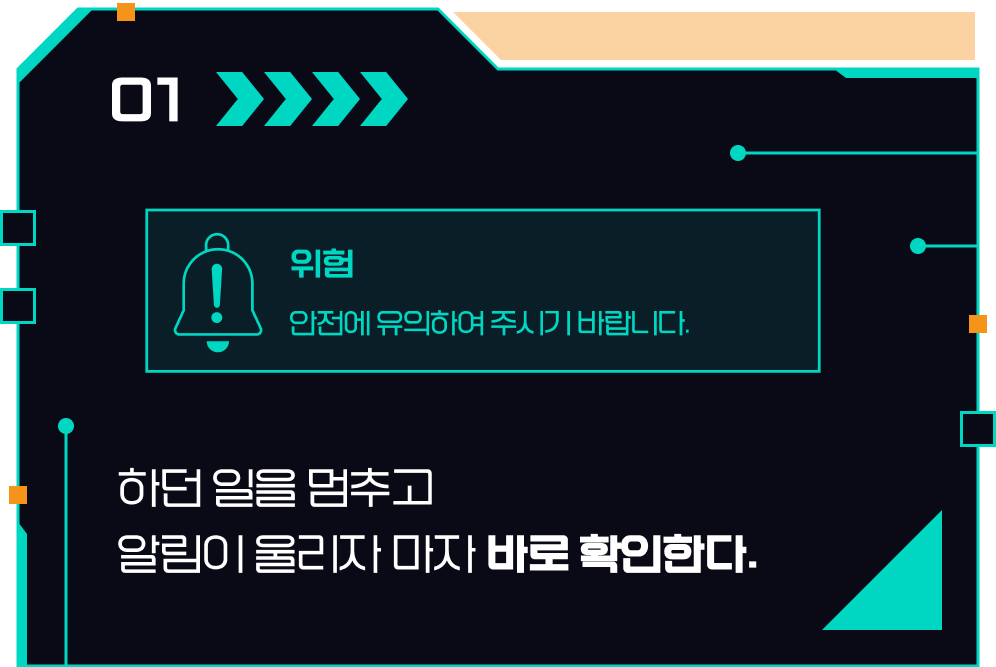 01
위험
안전에 유의하여 주시기 바랍니다.
하던 일을 멈추고
알림이 울리자 마자 바로 확인한다.